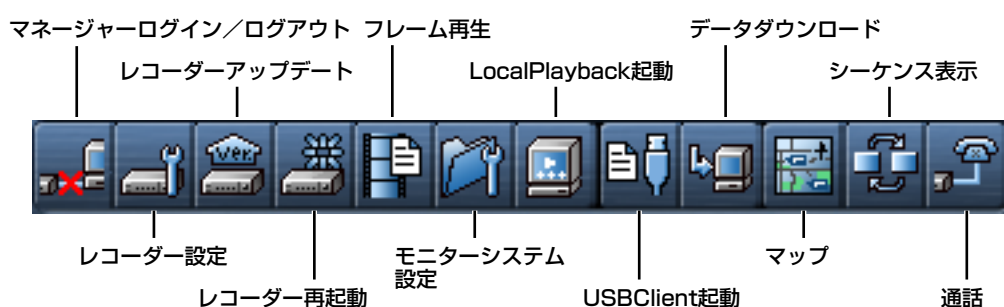 マネージャーログイン／ログアウト フレーム再生 データダウンロード
レコーダーアップデート LocalPlayback起動 シーケンス表示
Ver.
レコーダー設定 モニターシステム設定 マップ
レコーダー再起動 USBClient起動 通話